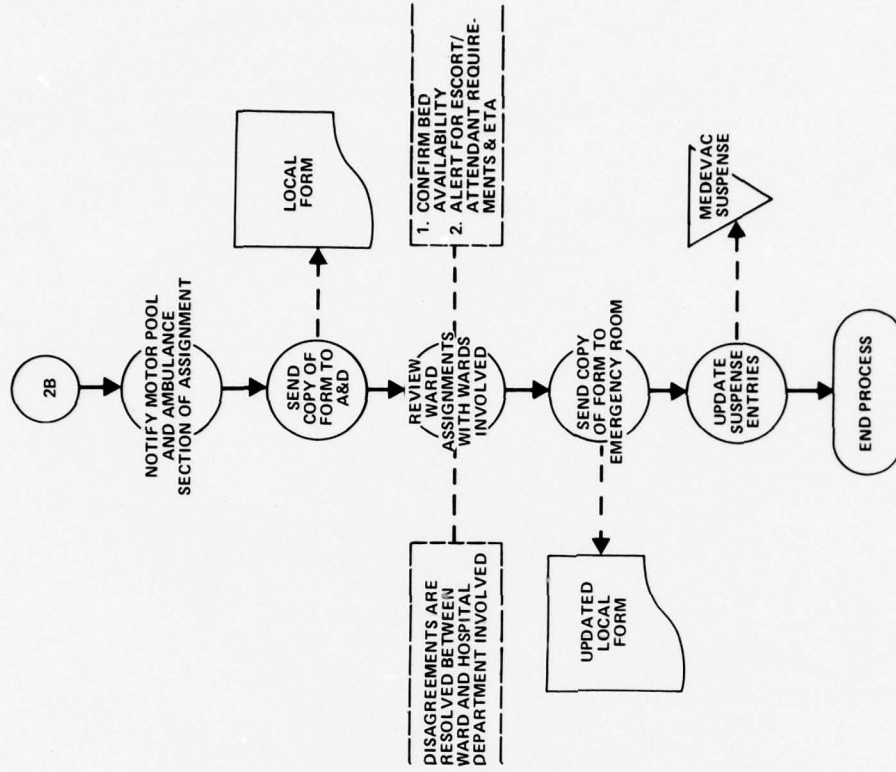 2B
NOTIFY MOTOR POOL
AND AMBULANCE
SECTION OF ASSIGNMENT
SEND
COPY OF
FORM TO
A&D
LOCAL
FORM
DISAGREEMENTS ARE
RESOLVED BETWEEN
WARD AND HOSPITAL
DEPARTMENT INVOLVED
REVIEW
WARD
ASSIGNMENTS
WITH WARDS
INVOLVED
1. CONFIRM BED
AVAILABILITY
2. ALERT FOR ESCORT/
ATTENDANT REQUIRE-
MENTS & ETA
UPDATED
LOCAL
FORM
SEND COPY
OF FORM TO
EMERGENCY ROOM
UPDATE
SUSPENSE
ENTRIES
MEDEVAC
SUSPENSE
END PROCESS